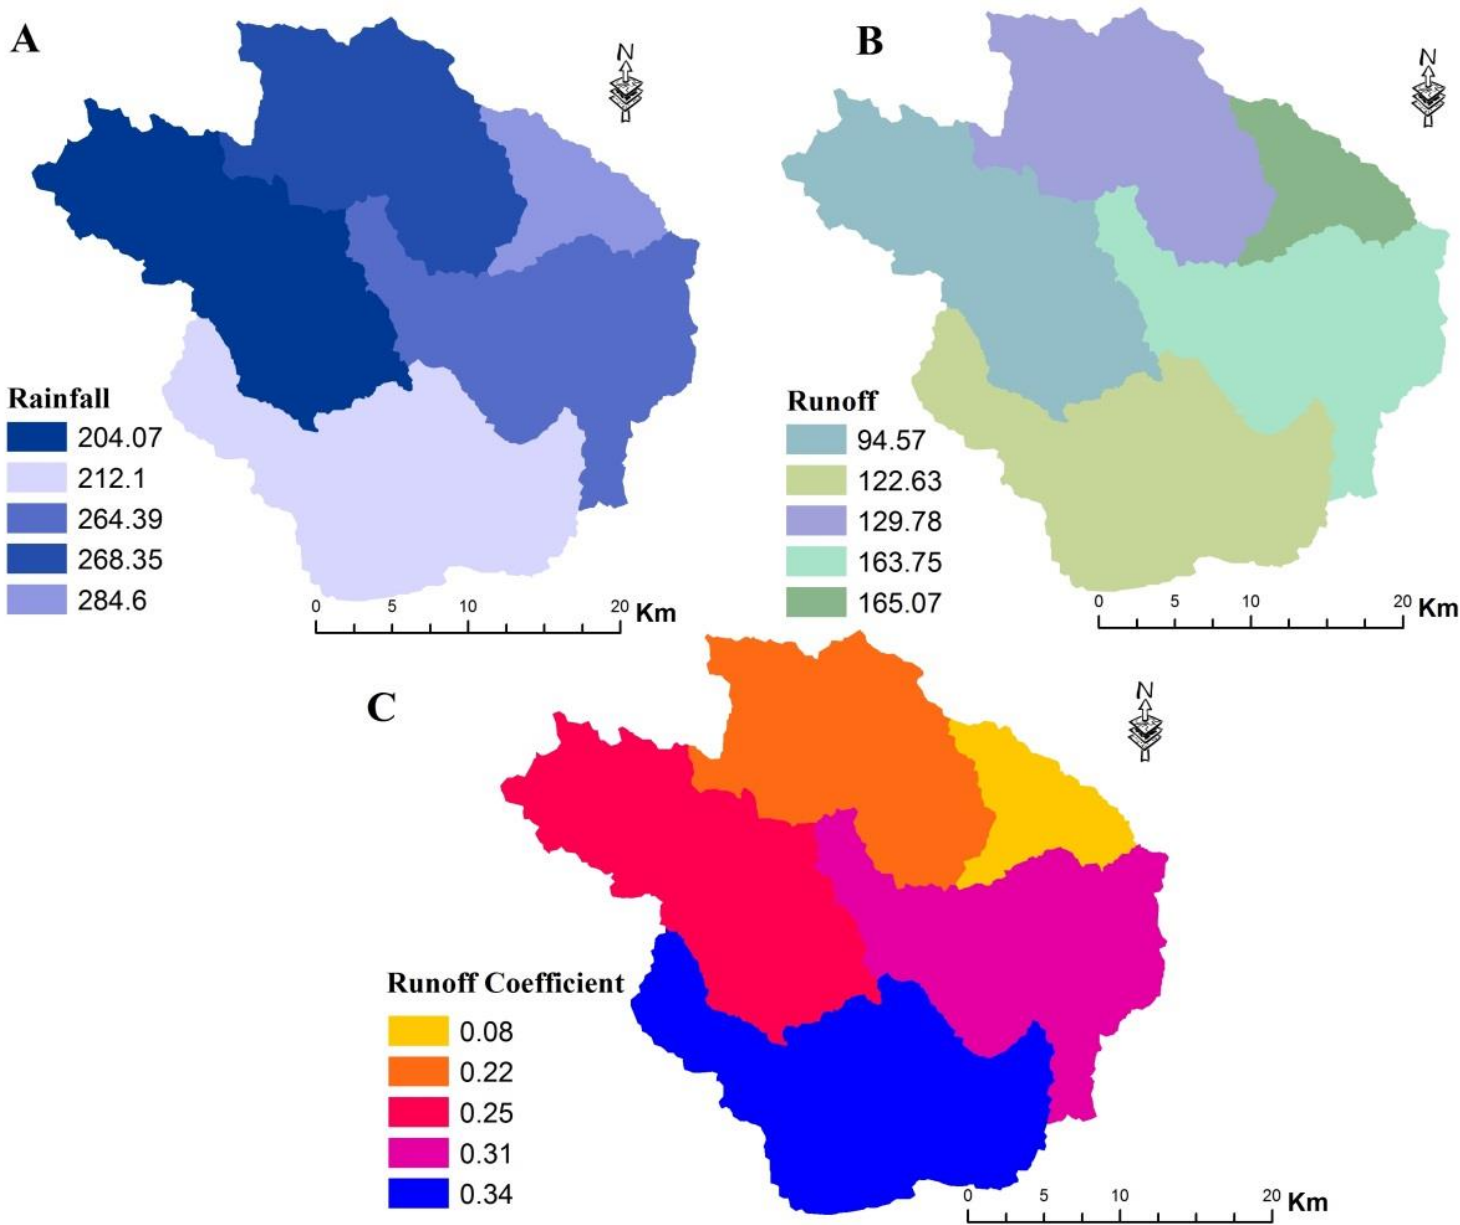 A
N
Rainfall
204.07
212.1
264.39
268.35
284.6
0 5 10 20 Km
B
N
Runoff
94.57
122.63
129.78
163.75
165.07
0 5 10 20 Km
C
N
Runoff Coefficient
0.08
0.22
0.25
0.31
0.34
0 5 10 20 Km